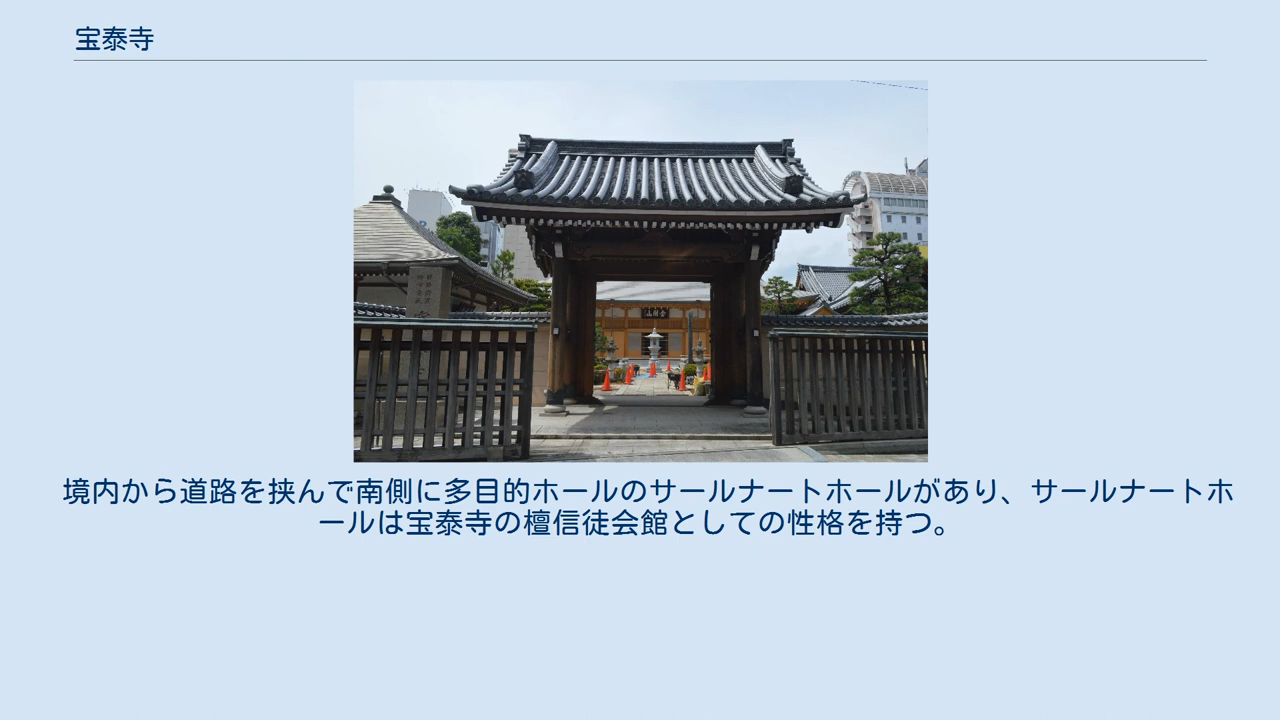 宝泰寺
金剛山
境内から道路を挟んで南側に多目的ホールのサールナートホールがあり、サールナートホ
ールは宝泰寺の檀信徒会館としての性格を持つ。